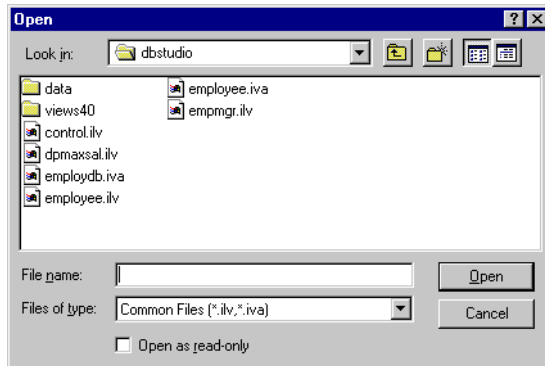 Open
Look in: dbstudio
data employee.iva
views40 empmgr.ilv
control.ilv
dpmaxsal.ilv
employdb.iva
employee.ilv
File name: Open
Files of type: Common Files (*.ilv,*.iva) Cancel
Open as read-only